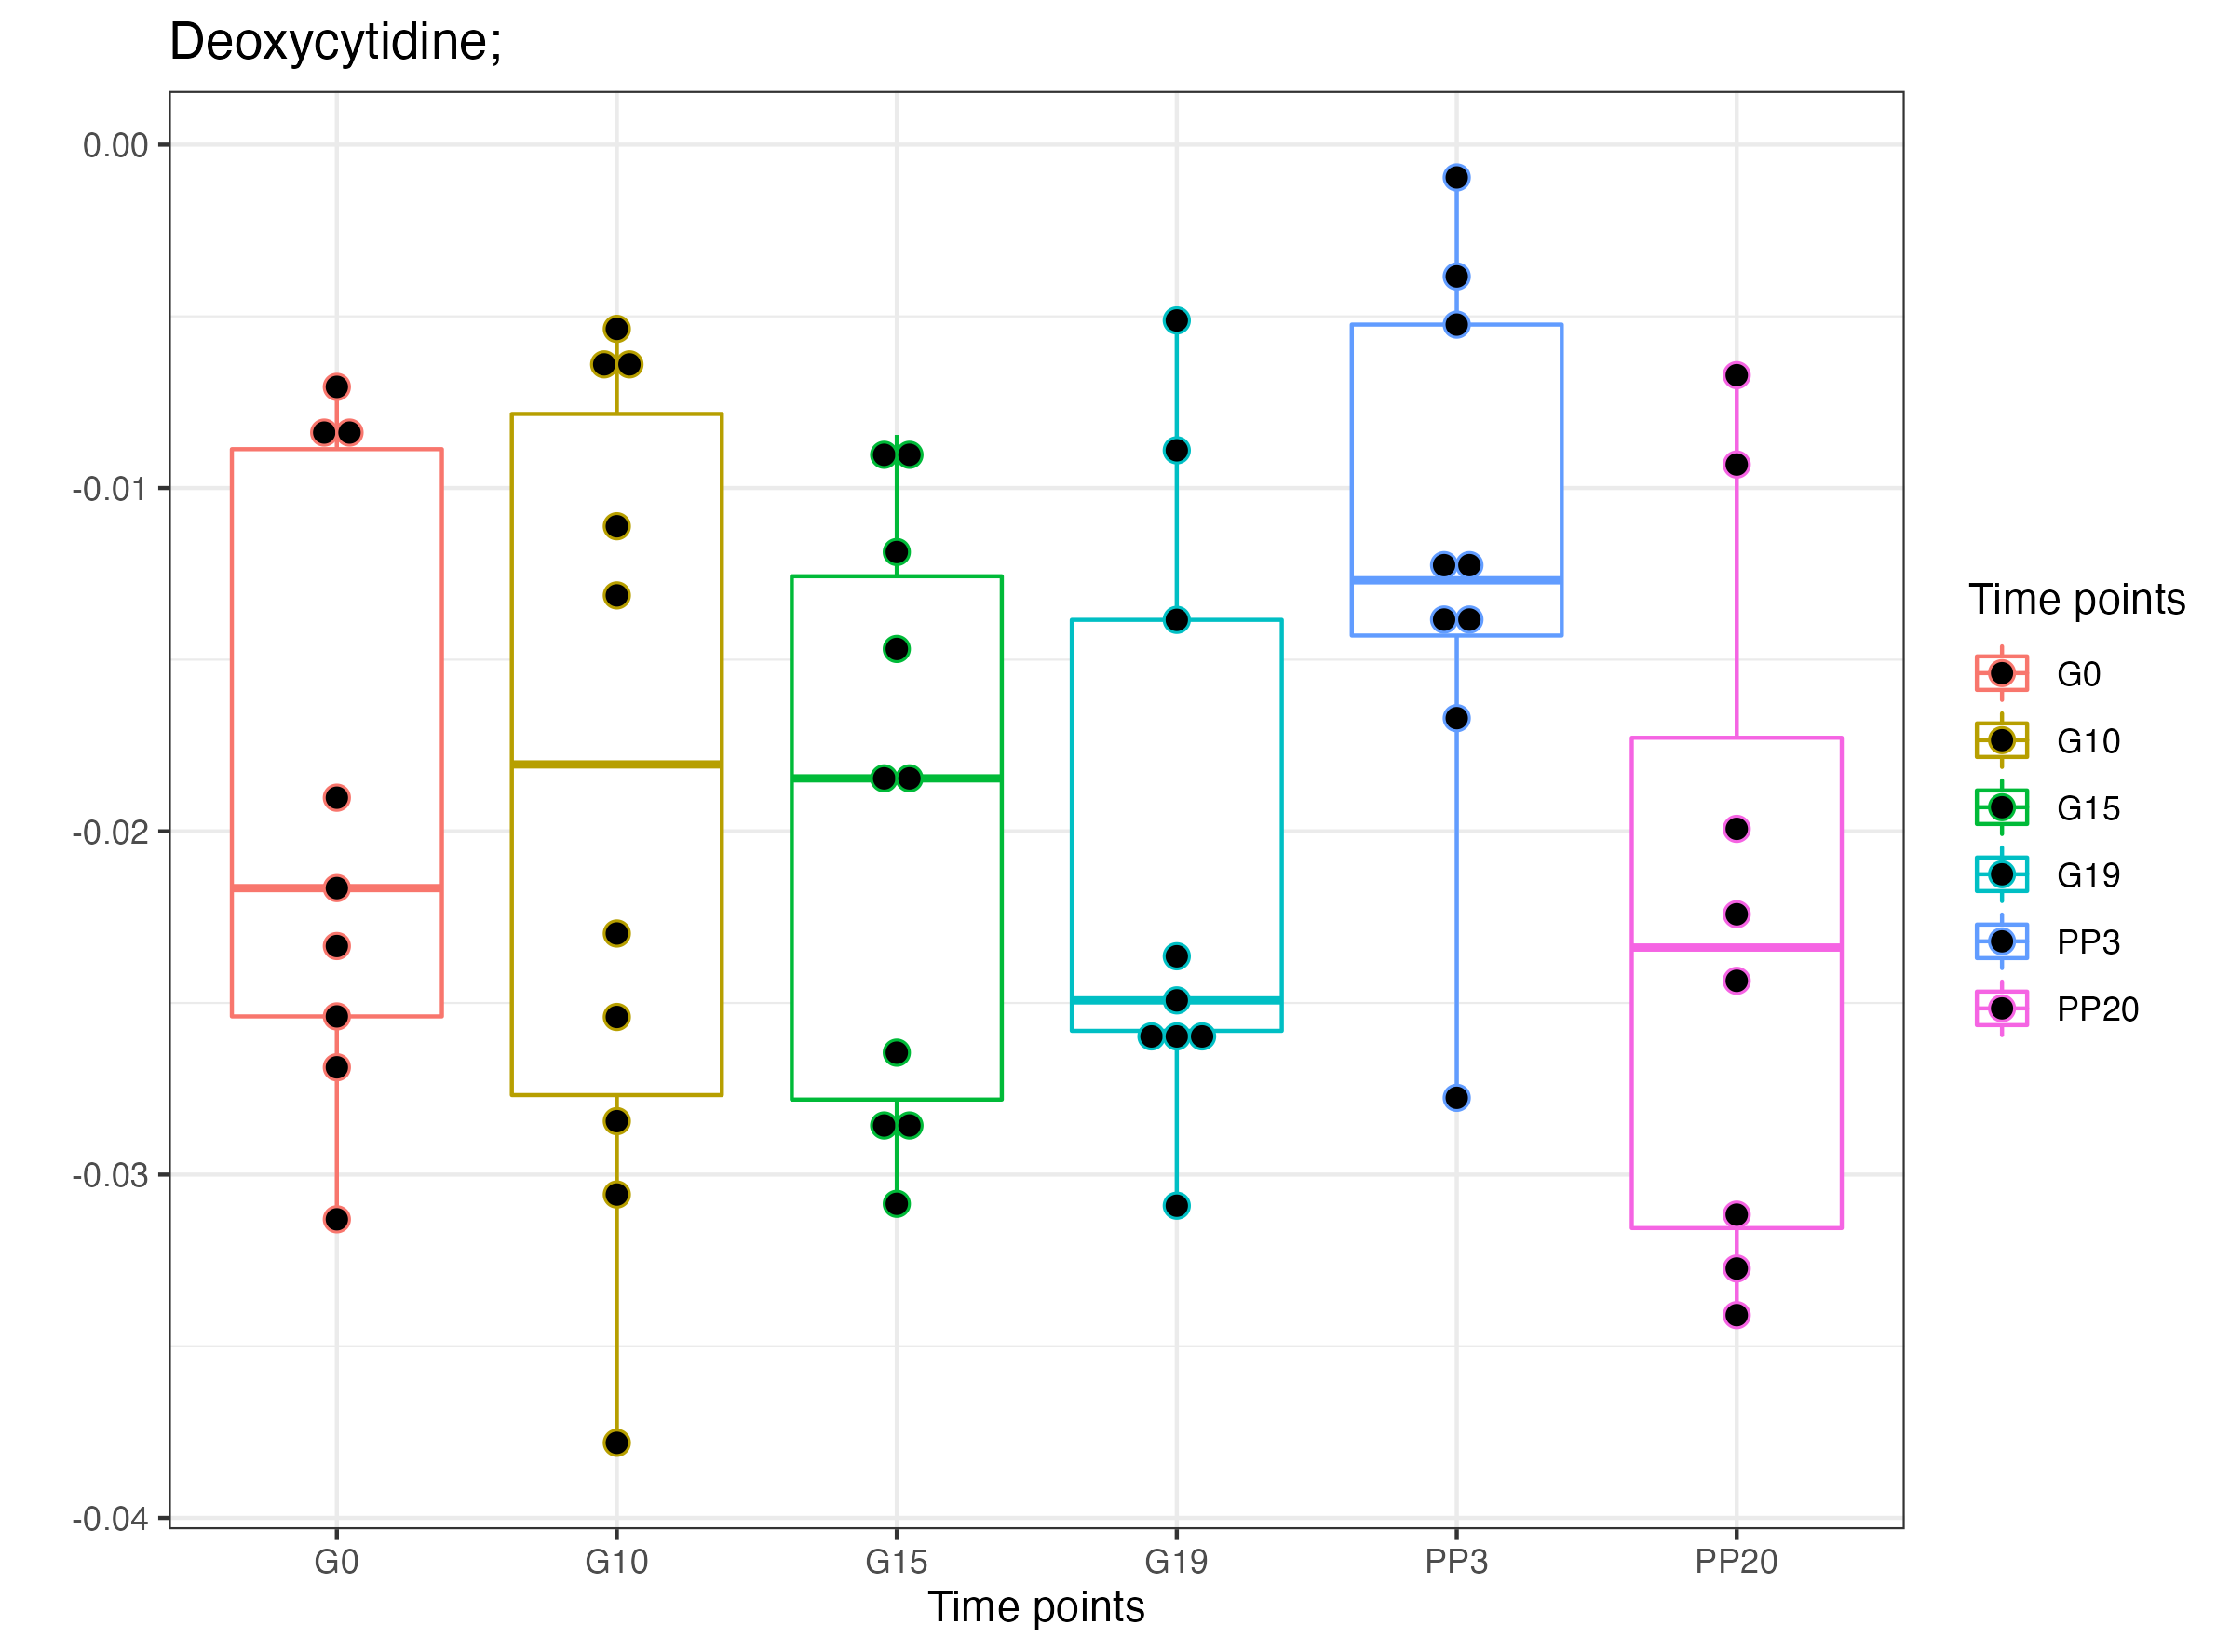 Deoxycytidine;
0.00
-0.01
-0.02
-0.03
-0.04
G0 G10 G15 G19 PP3 PP20
Time points
Time points
G0
G10
G15
G19
PP3
PP20